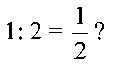 1: 2 = 1/2 ?